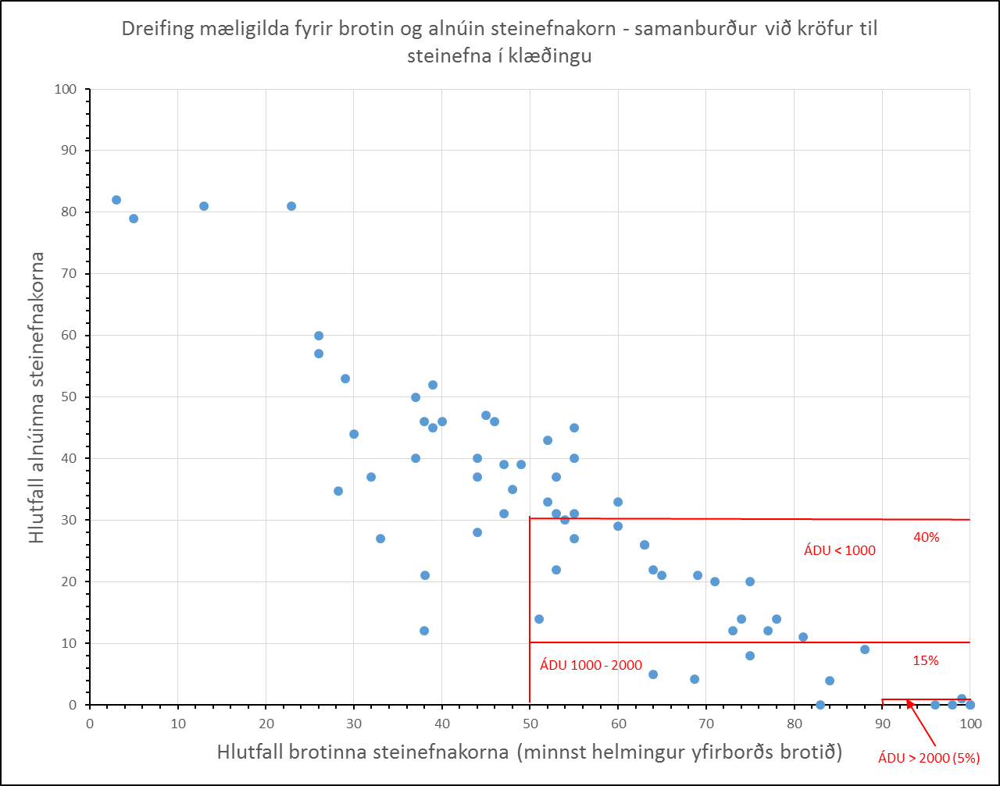 Dreifing mæligilda fyrir brotin og alnúin steinefnakorn - samanburður við kröfur til
steinefna í klæðingu
Hlutfall alnúinna steinefnakorna
100
90
80
70
60
50
40
30
20
10
0
40%
ÁDU < 1000
15%
ÁDU 1000 - 2000
0 10 20 30 40 50 60 70 80 90 100
Hlutfall brotinna steinefnakorna (minnst helmingur yfirborðs brotið)
ÁDU > 2000 (5%)